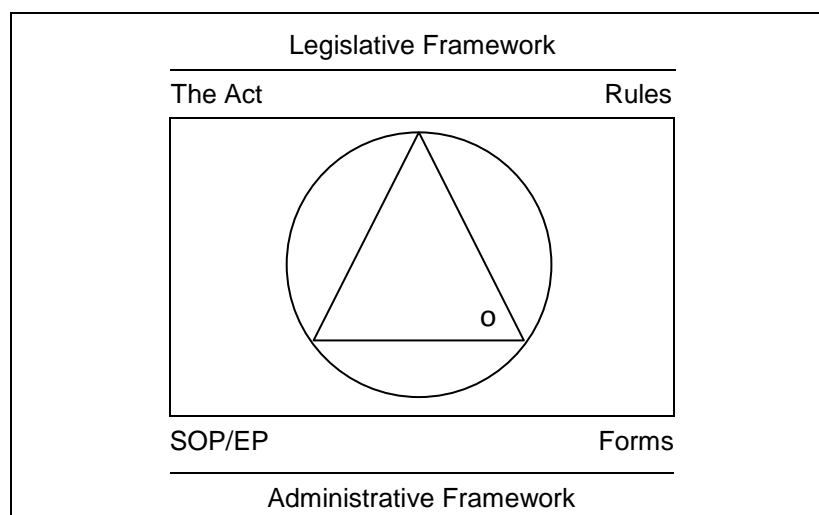 Legislative Framework
The Act Rules
o
SOP/EP Forms
Administrative Framework